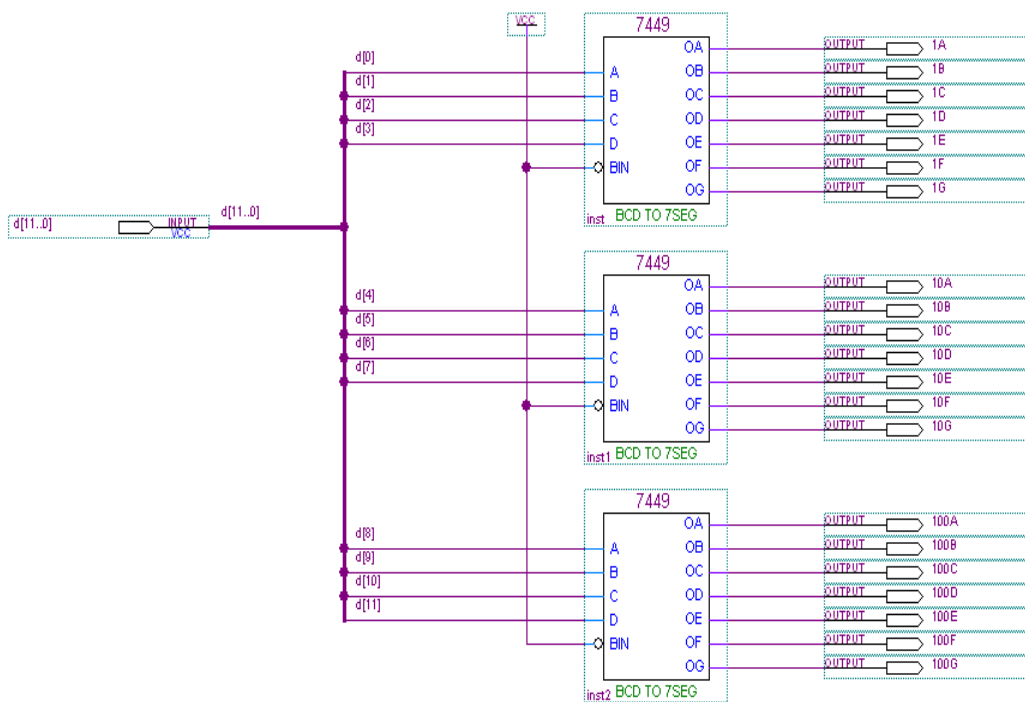 VCC
7449
d[0] A OA OUTPUT 1A
d[1] B OB OUTPUT 1B
d[2] C OC OUTPUT 1C
d[3] D OD OUTPUT 1D
OE OUTPUT 1E
BIN OF OUTPUT 1F
OG OUTPUT 1G
inst BCD TO 7SEG
d[11..0] INPUT VCC d[11..0]
7449
OA OUTPUT 10A
d[4] A OB OUTPUT 10B
d[5] B OC OUTPUT 10C
d[6] C OD OUTPUT 10D
d[7] D OE OUTPUT 10E
BIN OF OUTPUT 10F
OG OUTPUT 10G
inst1 BCD TO 7SEG
7449
OA OUTPUT 100A
d[8] A OB OUTPUT 100B
d[9] B OC OUTPUT 100C
d[10] C OD OUTPUT 100D
d[11] D OE OUTPUT 100E
BIN OF OUTPUT 100F
OG OUTPUT 100G
inst2 BCD TO 7SEG